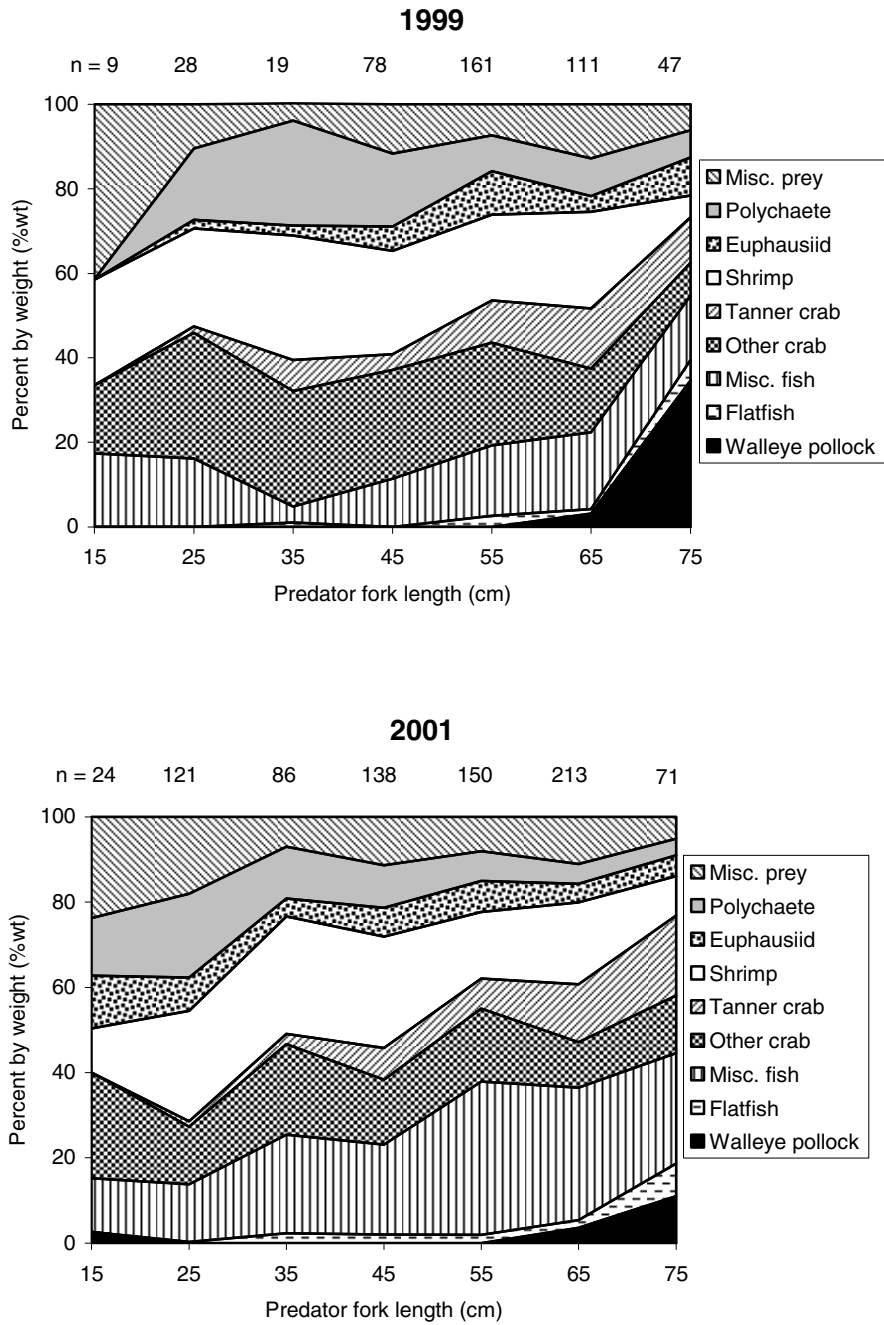 1999
n = 9 28 19 78 161 111 47
100
80
60
40
20
0
Percent by weight (%wt)
15 25 35 45 55 65 75
Predator fork length (cm)
Misc. prey
Polychaete
Euphausiid
Shrimp
Tanner crab
Other crab
Misc. fish
Flatfish
Walleye pollock
2001
n = 24 121 86 138 150 213 71
100
80
60
40
20
0
Percent by weight (%wt)
15 25 35 45 55 65 75
Predator fork length (cm)
Misc. prey
Polychaete
Euphausiid
Shrimp
Tanner crab
Other crab
Misc. fish
Flatfish
Walleye pollock